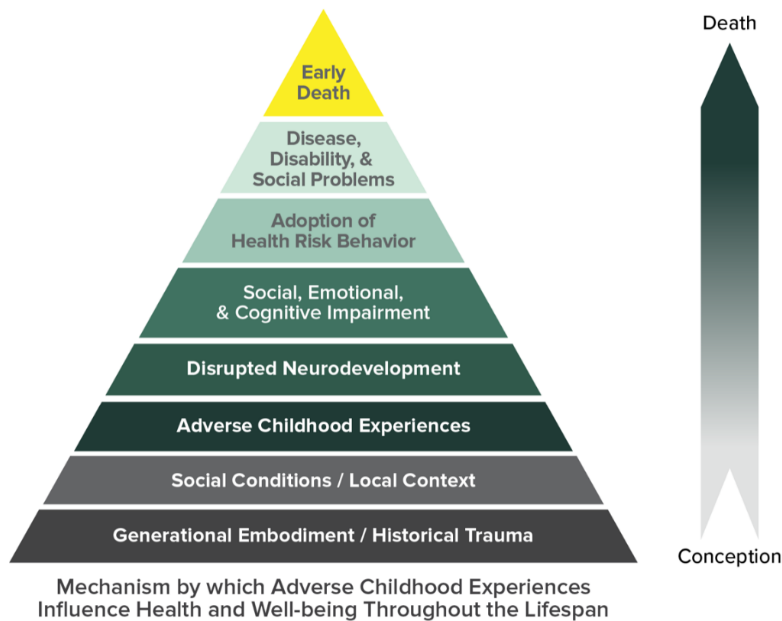 Death
Early
Death
Disease,
Disability, &
Social Problems
Adoption of
Health Risk Behavior
Social, Emotional,
& Cognitive Impairment
Disrupted Neurodevelopment
Adverse Childhood Experiences
Social Conditions / Local Context
Generational Embodiment / Historical Trauma
Conception
Mechanism by which Adverse Childhood Experiences
Influence Health and Well-being Throughout the Lifespan